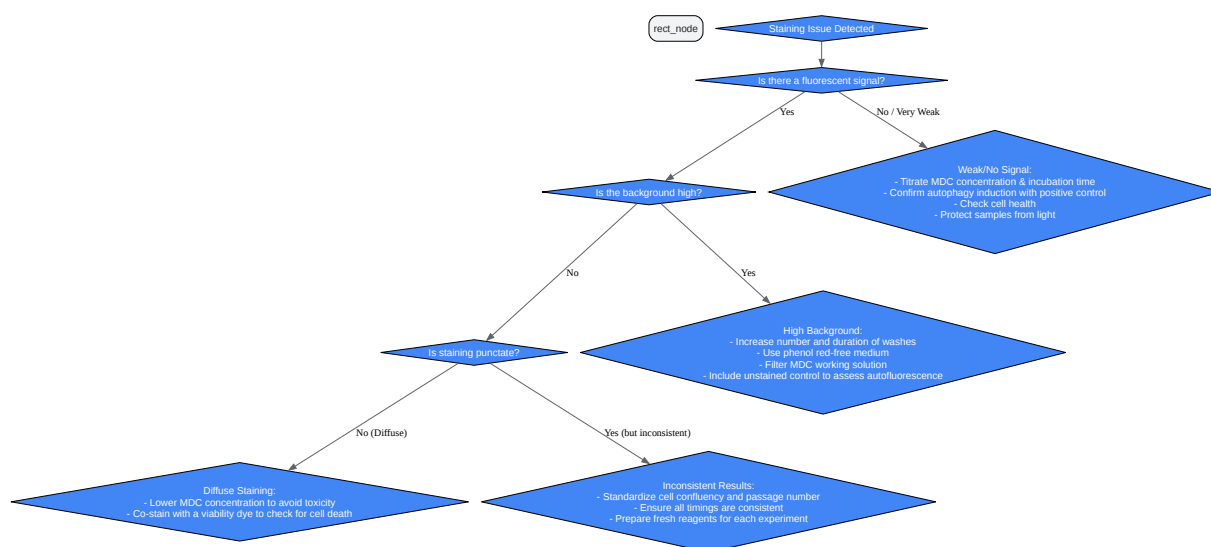 rect_node
Staining Issue Detected
Is there a fluorescent signal?
Yes
No / Very Weak
Weak/No Signal:
- Titrate MDC concentration & incubation time
- Confirm autophagy induction with positive control
- Check cell health
- Protect samples from light
Is the background high?
No
Yes
High Background:
- Increase number and duration of washes
- Use phenol red-free medium
- Filter MDC working solution
- Include unstained control to assess autofluorescence
Is staining punctate?
No (Diffuse)
Yes (but inconsistent)
Diffuse Staining:
- Lower MDC concentration to avoid toxicity
- Co-stain with a viability dye to check for cell death
Inconsistent Results:
- Standardize cell confluency and passage number
- Ensure all timings are consistent
- Prepare fresh reagents for each experiment